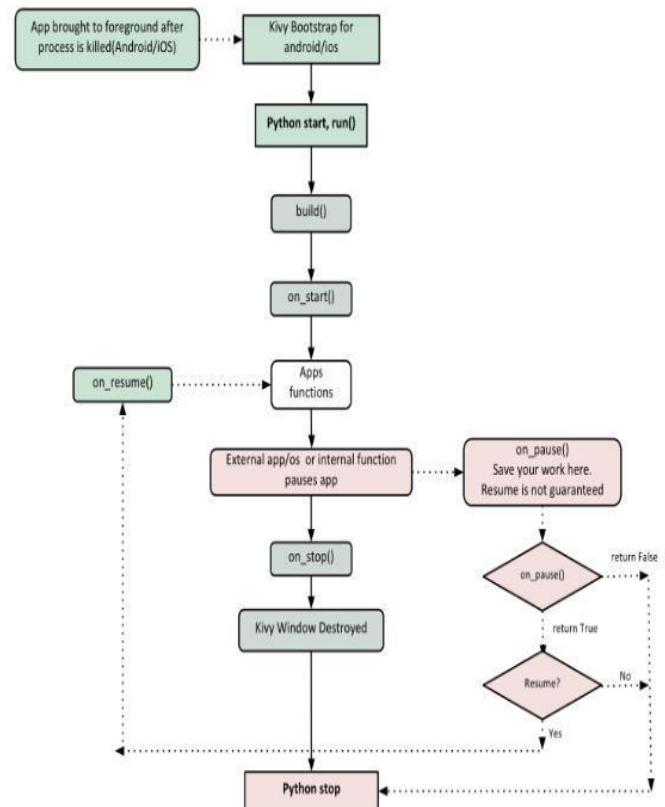 App brought to foreground after
process is killed(Android/iOS)
Kivy Bootstrap for
android/ios
Python start, run()
build()
on_start()
on_resume()
Apps
functions
External app/os or internal function
pauses app
on_pause()
Save your work here.
Resume is not guaranteed
on_stop()
on_pause()
return False
Kivy Window Destroyed
return True
Resume?
No
Yes
Python stop